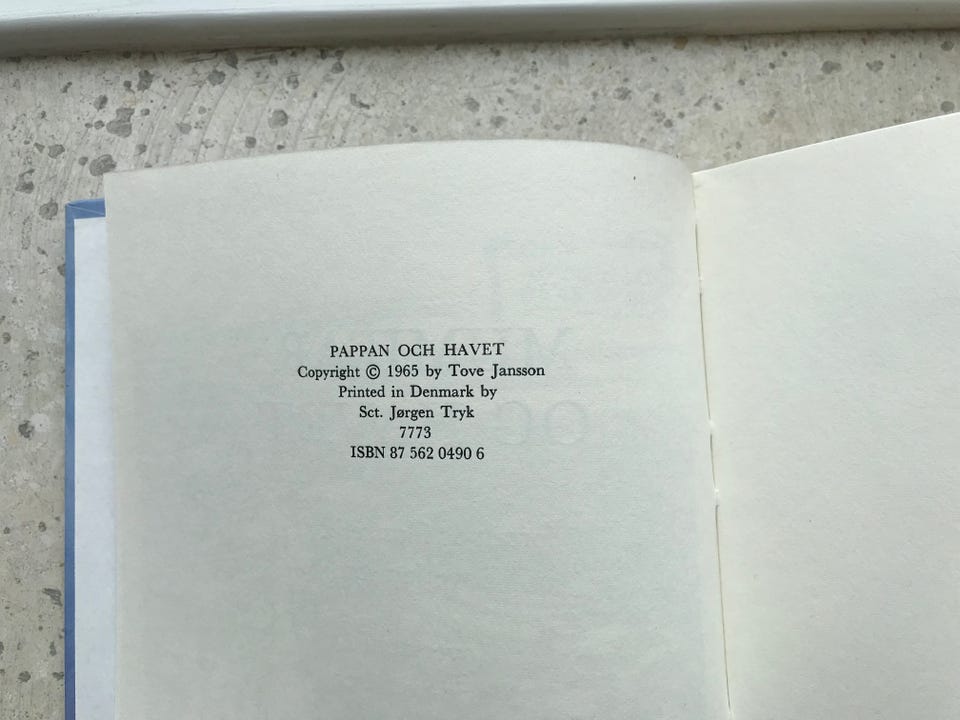 PAPPAN OCH HAVET
Copyright © 1965 by Tove Jansson
Printed in Denmark by
Sct. Jørgen Tryk
7773
ISBN 87 562 0490 6